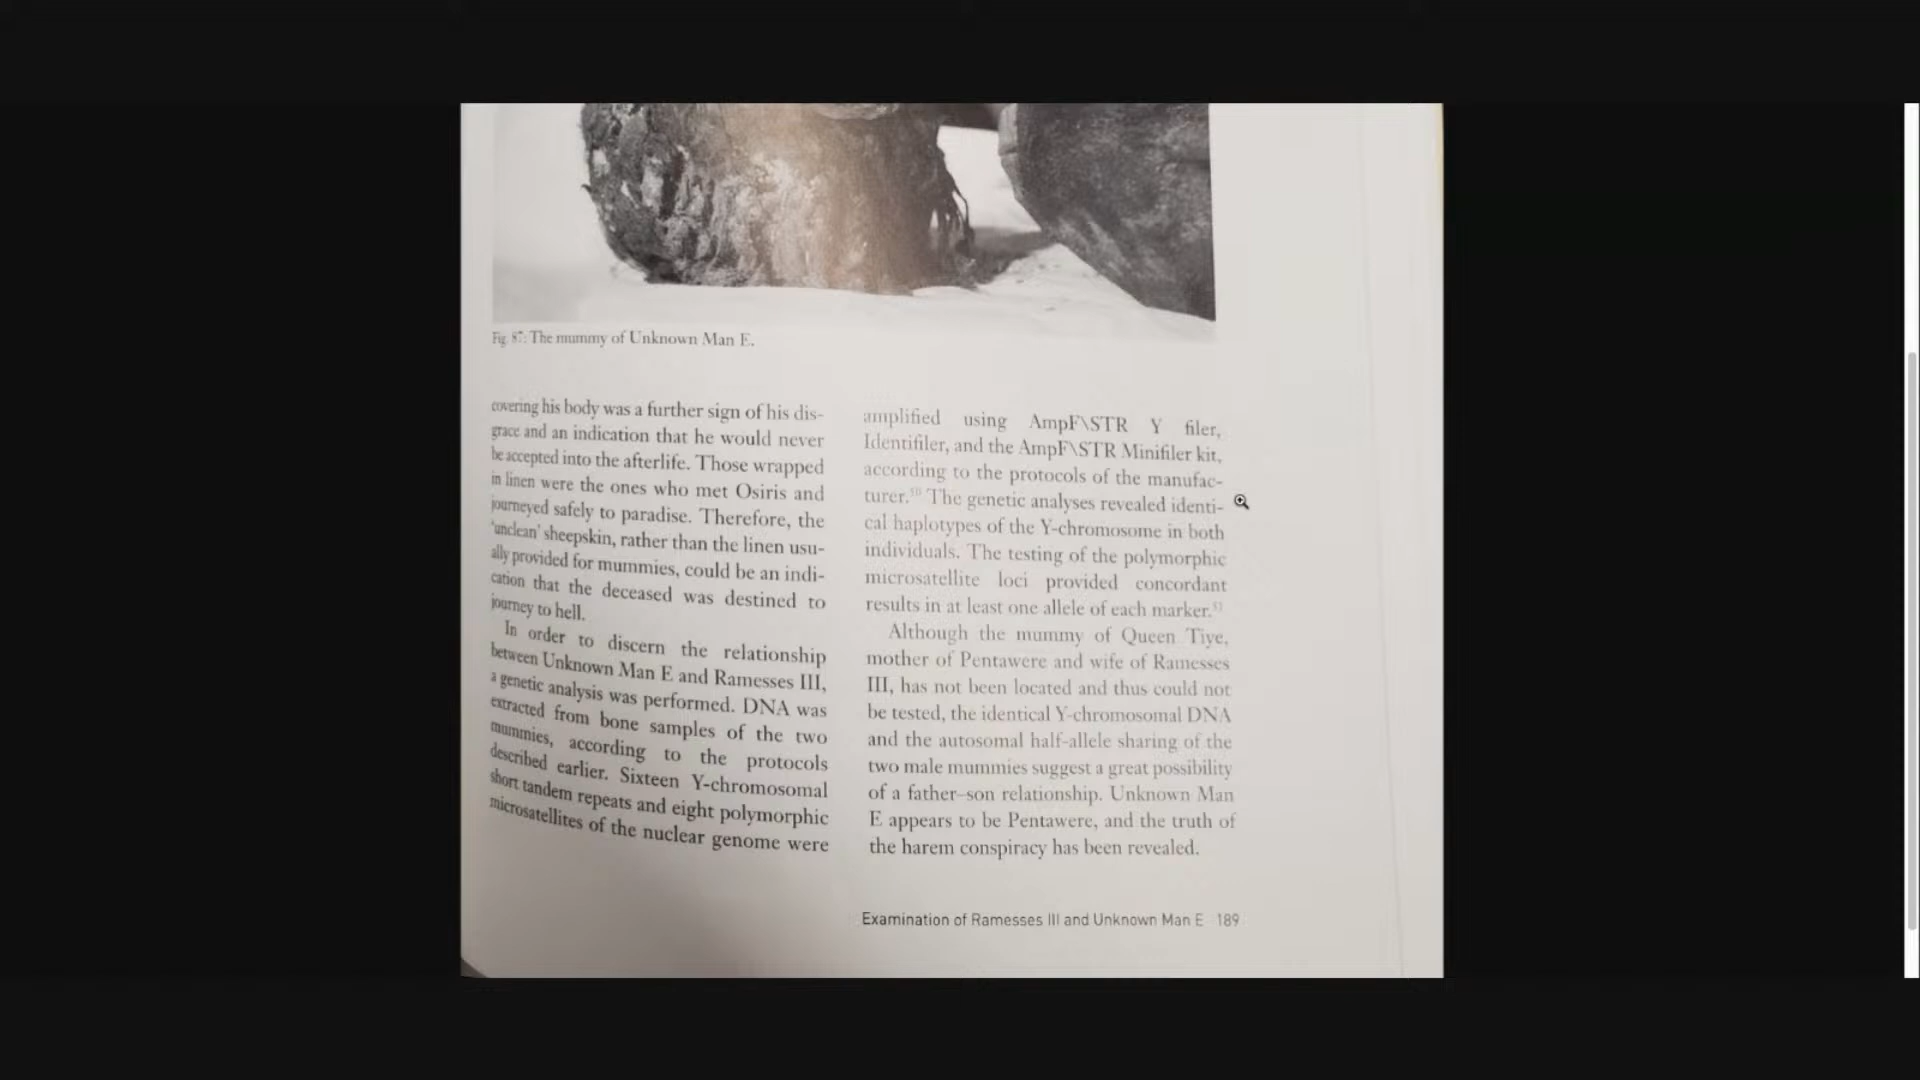 Fig. 87: The mummy of Unknown Man E.
covering his body was a further sign of his dis-
grace and an indication that he would never
be accepted into the afterlife. Those wrapped
in linen were the ones who met Osiris and
journeyed safely to paradise. Therefore, the
'unclean' sheepskin, rather than the linen usu-
ally provided for mummies, could be an indi-
cation that the deceased was destined to
journey to hell.
In order to discern the relationship
between Unknown Man E and Ramesses III,
a genetic analysis was performed. DNA was
extracted from bone samples of the two
mummies, according to the protocols
described earlier. Sixteen Y-chromosomal
short tandem repeats and eight polymorphic
microsatellites of the nuclear genome were
amplified using AmpF\STR Y filer,
Identifiler, and the AmpF\STR Minifiler kit,
according to the protocols of the manufac-
turer.⁵⁰ The genetic analyses revealed identi-
cal haplotypes of the Y-chromosome in both
individuals. The testing of the polymorphic
microsatellite loci provided concordant
results in at least one allele of each marker.
Although the mummy of Queen Tiye,
mother of Pentawere and wife of Ramesses
III, has not been located and thus could not
be tested, the identical Y-chromosomal DNA
and the autosomal half-allele sharing of the
two male mummies suggest a great possibility
of a father–son relationship. Unknown Man
E appears to be Pentawere, and the truth of
the harem conspiracy has been revealed.
Examination of Ramesses III and Unknown Man E 189